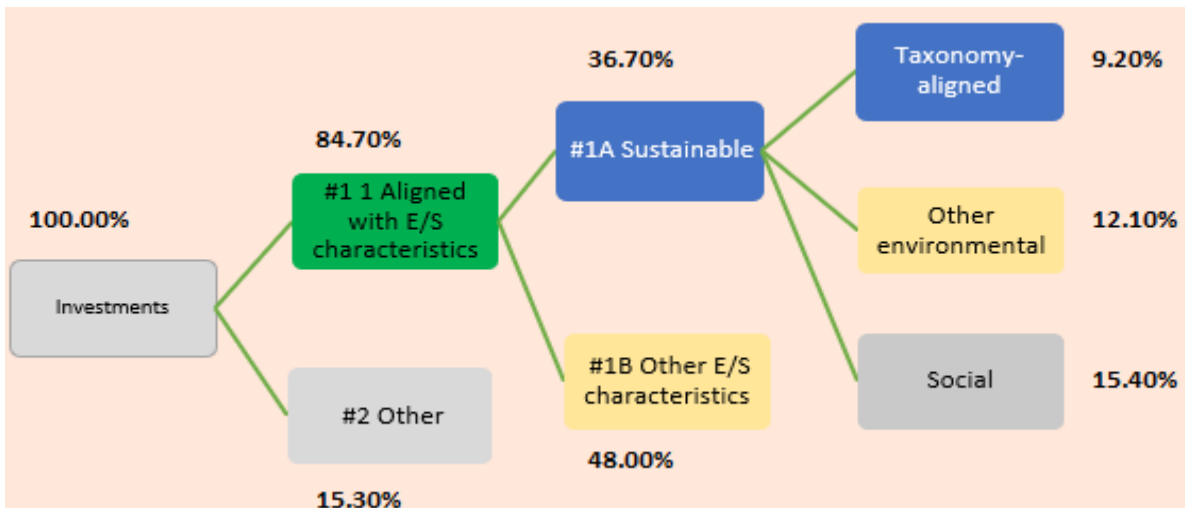 36.70%
Taxonomy-
aligned
9.20%
84.70%
#1A Sustainable
#1 1 Aligned
with E/S
characteristics
100.00%
Other
environmental
12.10%
Investments
#1B Other E/S
characteristics
Social
15.40%
#2 Other
48.00%
15.30%